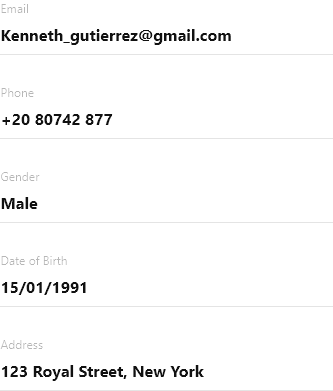 Email
Kenneth_gutierrez@gmail.com
Phone
+20 80742 877
Gender
Male
Date of Birth
15/01/1991
Address
123 Royal Street, New York